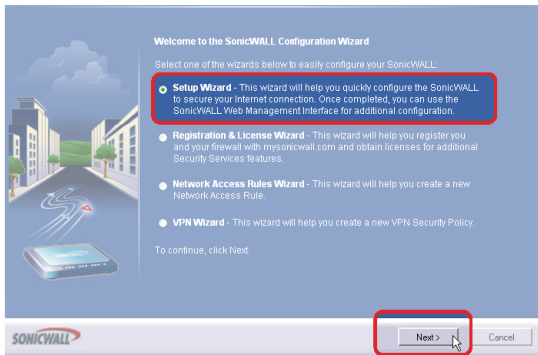 Welcome to the SonicWALL Configuration Wizard
Select one of the wizards below to easily configure your SonicWALL:
Setup Wizard - This wizard will help you quickly configure the SonicWALL
to secure your Internet connection. Once completed, you can use the
SonicWALL Web Management Interface for additional configuration.
Registration & License Wizard - This wizard will help you register you
and your firewall with mysonicwall.com and obtain licenses for additional
Security Services features.
Network Access Rules Wizard - This wizard will help you create a new
Network Access Rule.
VPN Wizard - This wizard will help you create a new VPN Security Policy.
To continue, click Next.
SONICWALL
Next >
Cancel